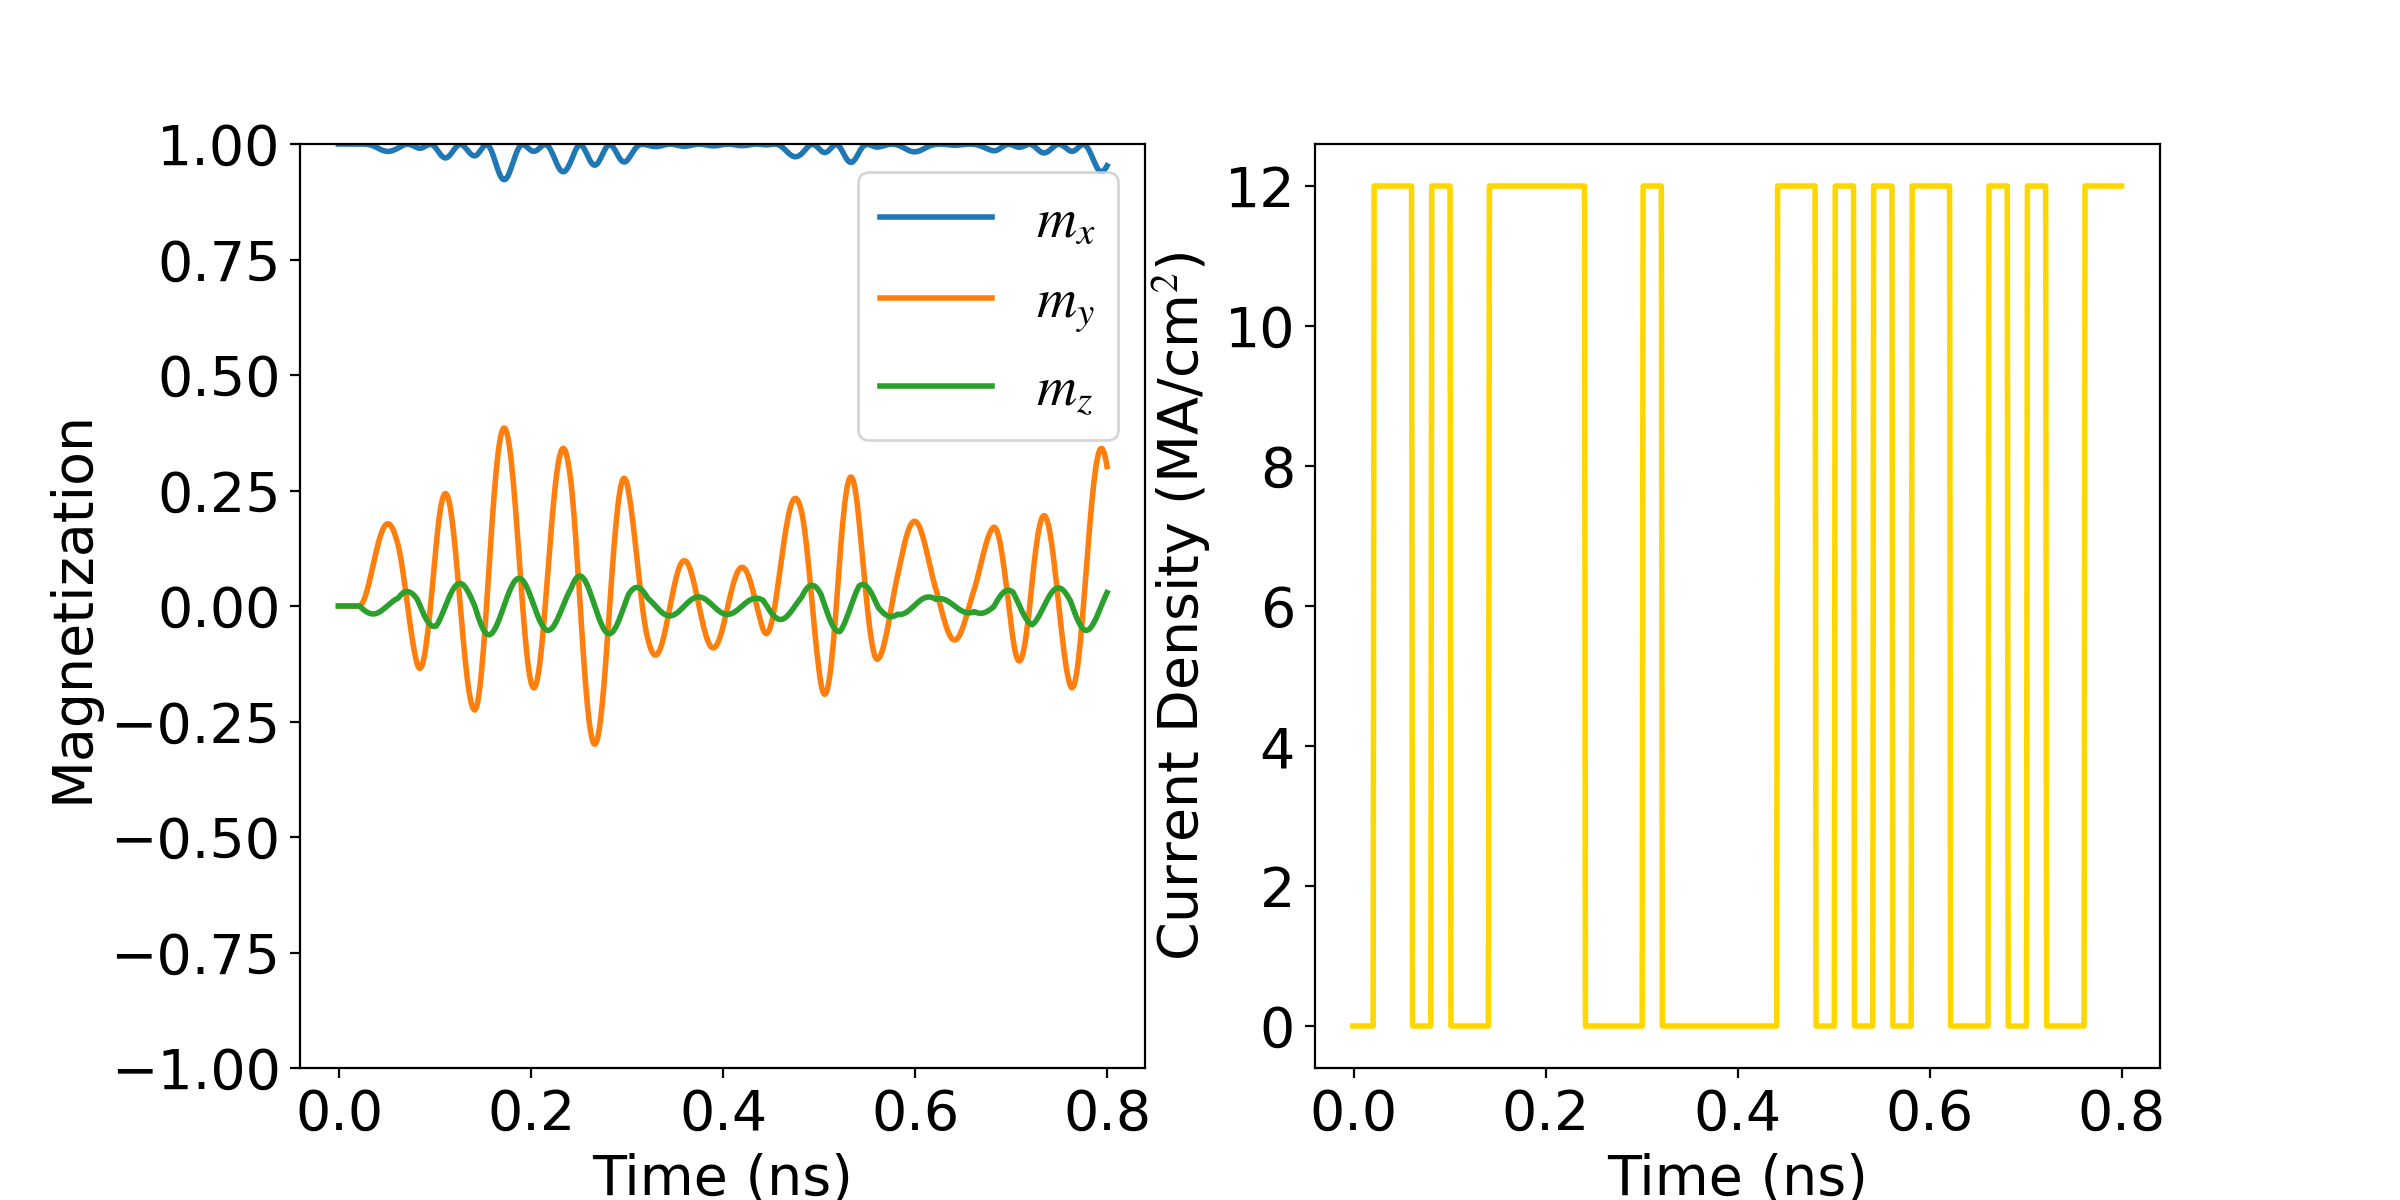 1.00
0.75
0.50
0.25
0.00
−0.25
−0.50
−0.75
−1.00
Magnetization
0.0 0.2 0.4 0.6 0.8
Time (ns)
m_x
m_y
m_z
12
10
8
6
4
2
0
Current Density (MA/cm²)
0.0 0.2 0.4 0.6 0.8
Time (ns)